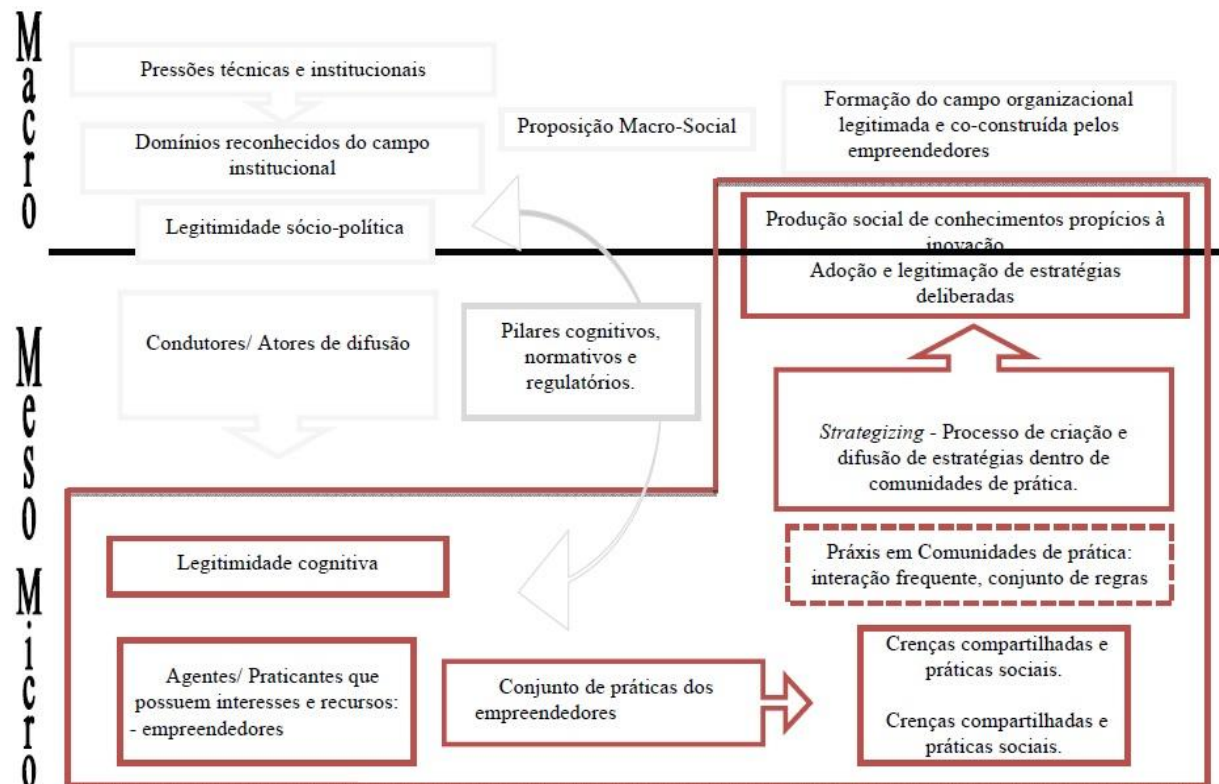 Macro
Pressões técnicas e institucionais
Domínios reconhecidos do campo
institucional
Legitimidade sócio-política
Proposição Macro-Social
Formação do campo organizacional
legitimada e co-construída pelos
empreendedores
Produção social de conhecimentos propícios à
inovação
Adoção e legitimação de estratégias
deliberadas
Meso
Condutores/ Atores de difusão
Pilares cognitivos,
normativos e
regulatórios.
Strategizing - Processo de criação e
difusão de estratégias dentro de
comunidades de prática.
Práxis em Comunidades de prática:
interação frequente, conjunto de regras
Micro
Legitimidade cognitiva
Agentes/ Praticantes que
possuem interesses e recursos:
- empreendedores
Conjunto de práticas dos
empreendedores
Crenças compartilhadas e
práticas sociais.
Crenças compartilhadas e
práticas sociais.